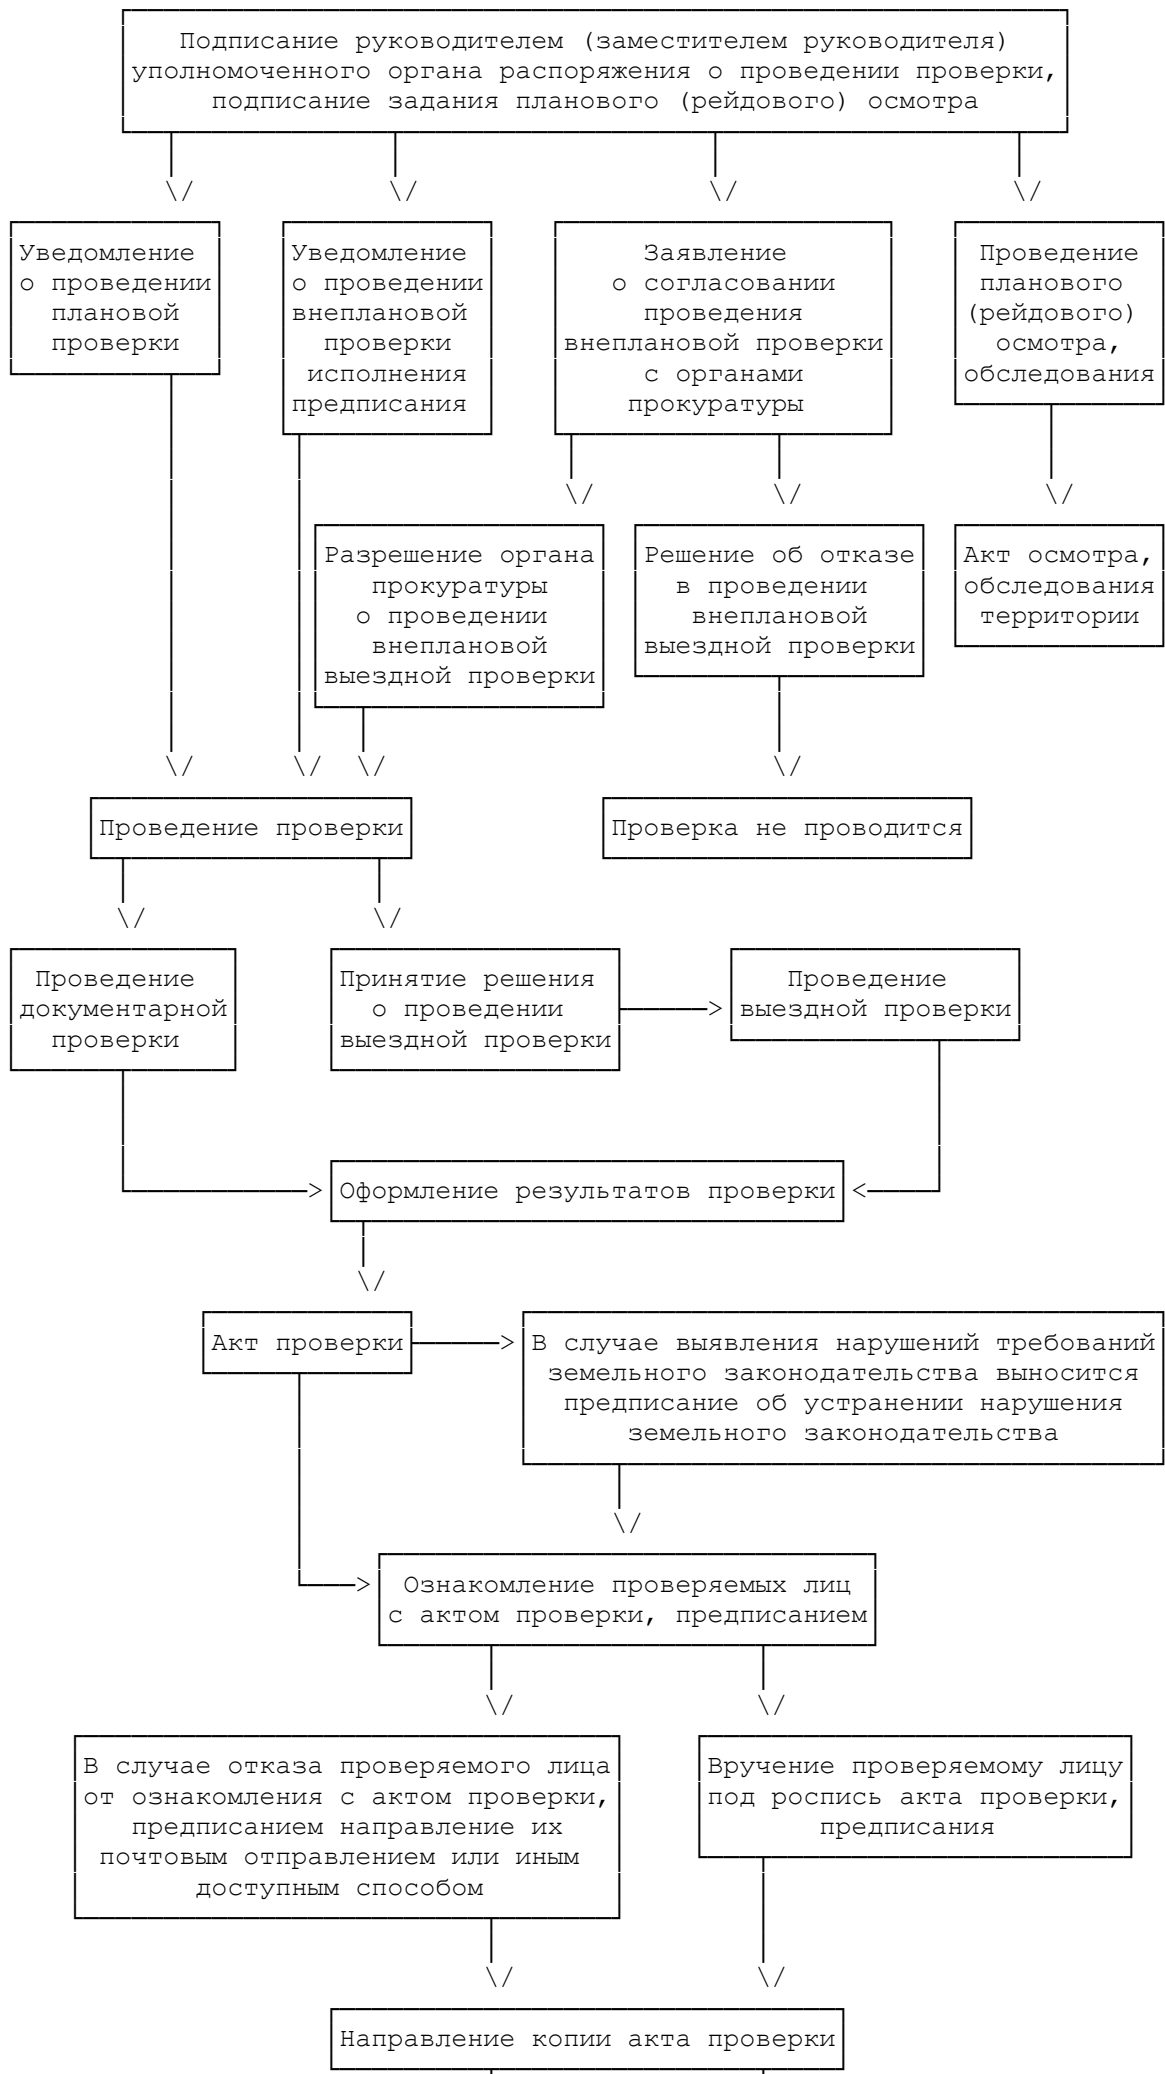 Подписание руководителем (заместителем руководителя)
уполномоченного органа распоряжения о проведении проверки,
подписание задания планового (рейдового) осмотра
Уведомление
о проведении
плановой
проверки
Уведомление
о проведении
внеплановой
проверки
исполнения
предписания
Заявление
о согласовании
проведения
внеплановой проверки
с органами
прокуратуры
Проведение
планового
(рейдового)
осмотра,
обследования
Разрешение органа
прокуратуры
о проведении
внеплановой
выездной проверки
Решение об отказе
в проведении
внеплановой
выездной проверки
Акт осмотра,
обследования
территории
Проведение проверки
Проверка не проводится
Проведение
документарной
проверки
Принятие решения
о проведении
выездной проверки
Проведение
выездной проверки
Оформление результатов проверки
Акт проверки
В случае выявления нарушений требований
земельного законодательства выносится
предписание об устранении нарушения
земельного законодательства
Ознакомление проверяемых лиц
с актом проверки, предписанием
В случае отказа проверяемого лица
от ознакомления с актом проверки,
предписанием направление их
почтовым отправлением или иным
доступным способом
Вручение проверяемому лицу
под роспись акта проверки,
предписания
Направление копии акта проверки